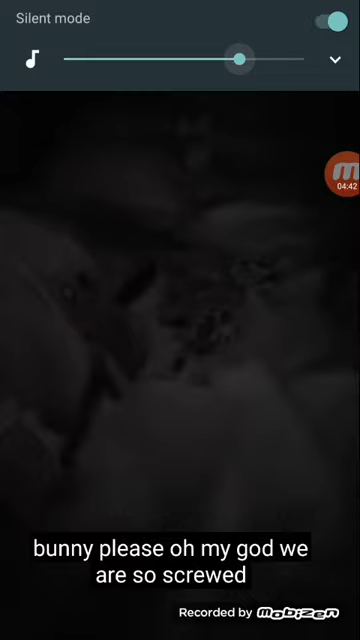 Silent mode
04:42
bunny please oh my god we
are so screwed
Recorded by mobizen